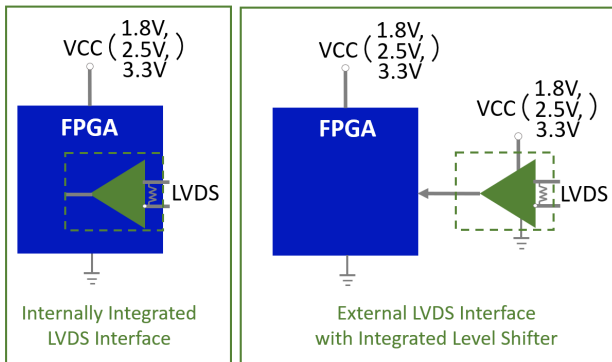 1.8V,
VCC ( 2.5V, )
3.3V
FPGA
LVDS
Internally Integrated
LVDS Interface
1.8V,
VCC ( 2.5V, )
3.3V
FPGA
1.8V,
VCC ( 2.5V, )
3.3V
LVDS
External LVDS Interface
with Integrated Level Shifter